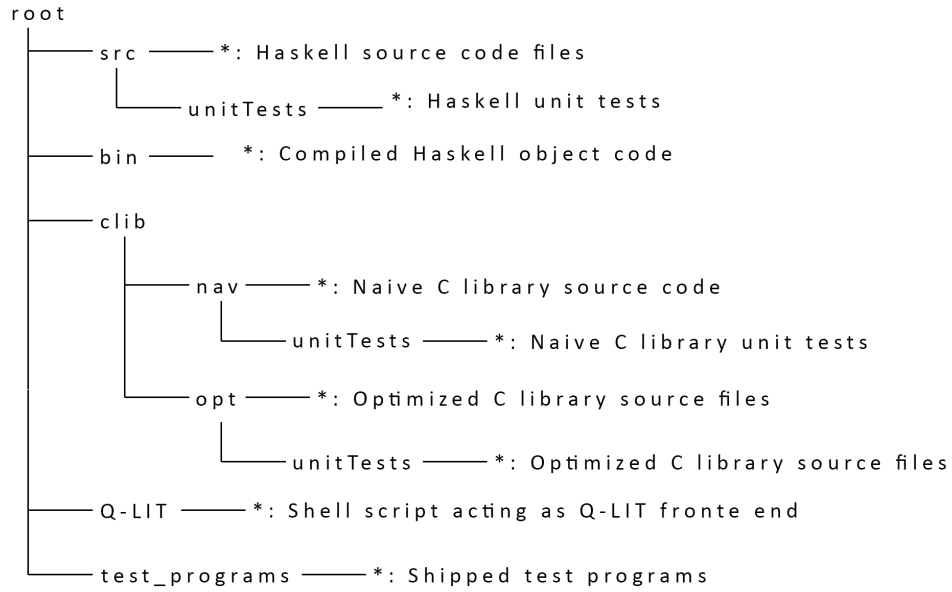 root
src *: Haskell source code files
unitTests *: Haskell unit tests
bin *: Compiled Haskell object code
clib
nav *: Naive C library source code
unitTests *: Naive C library unit tests
opt *: Optimized C library source files
unitTests *: Optimized C library source files
Q-LIT *: Shell script acting as Q-LIT fronte end
test_programs *: Shipped test programs